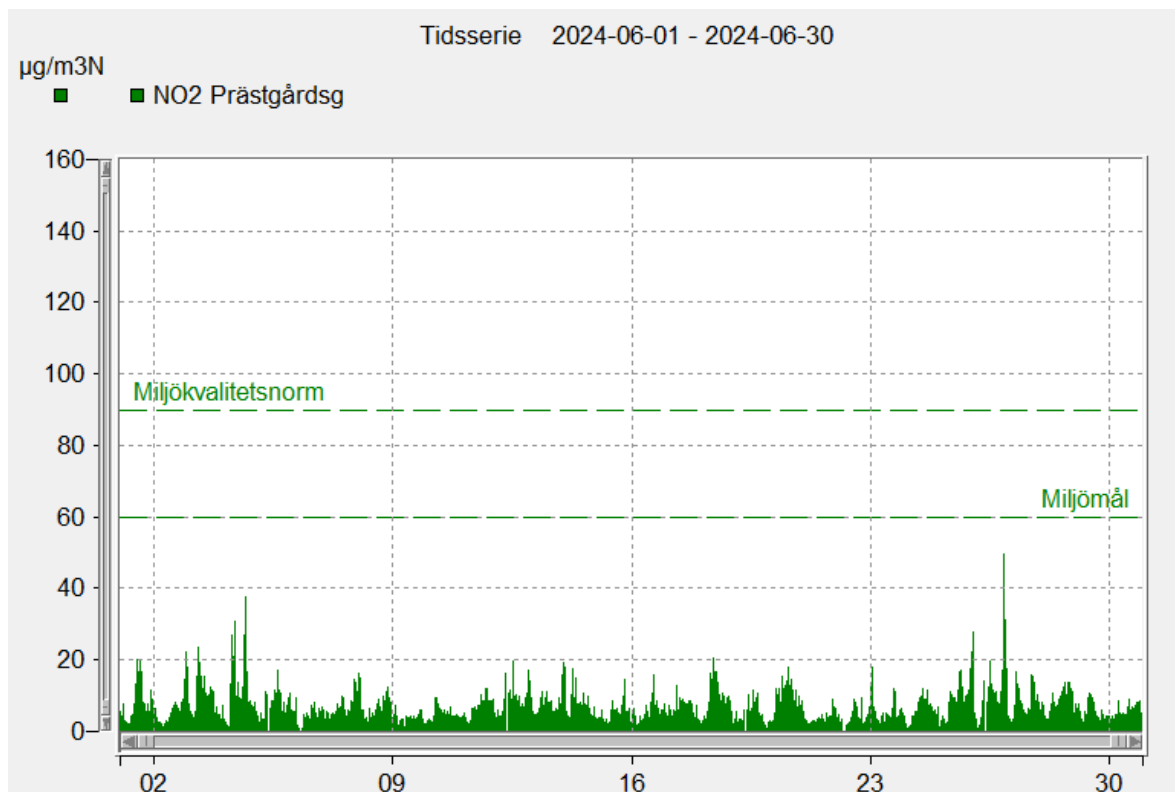 Tidsserie 2024-06-01 - 2024-06-30
µg/m3N
NO2 Prästgårdsg
160
140
120
100
Miljökvalitetsnorm
80
Miljömål
60
40
20
0
02 09 16 23 30